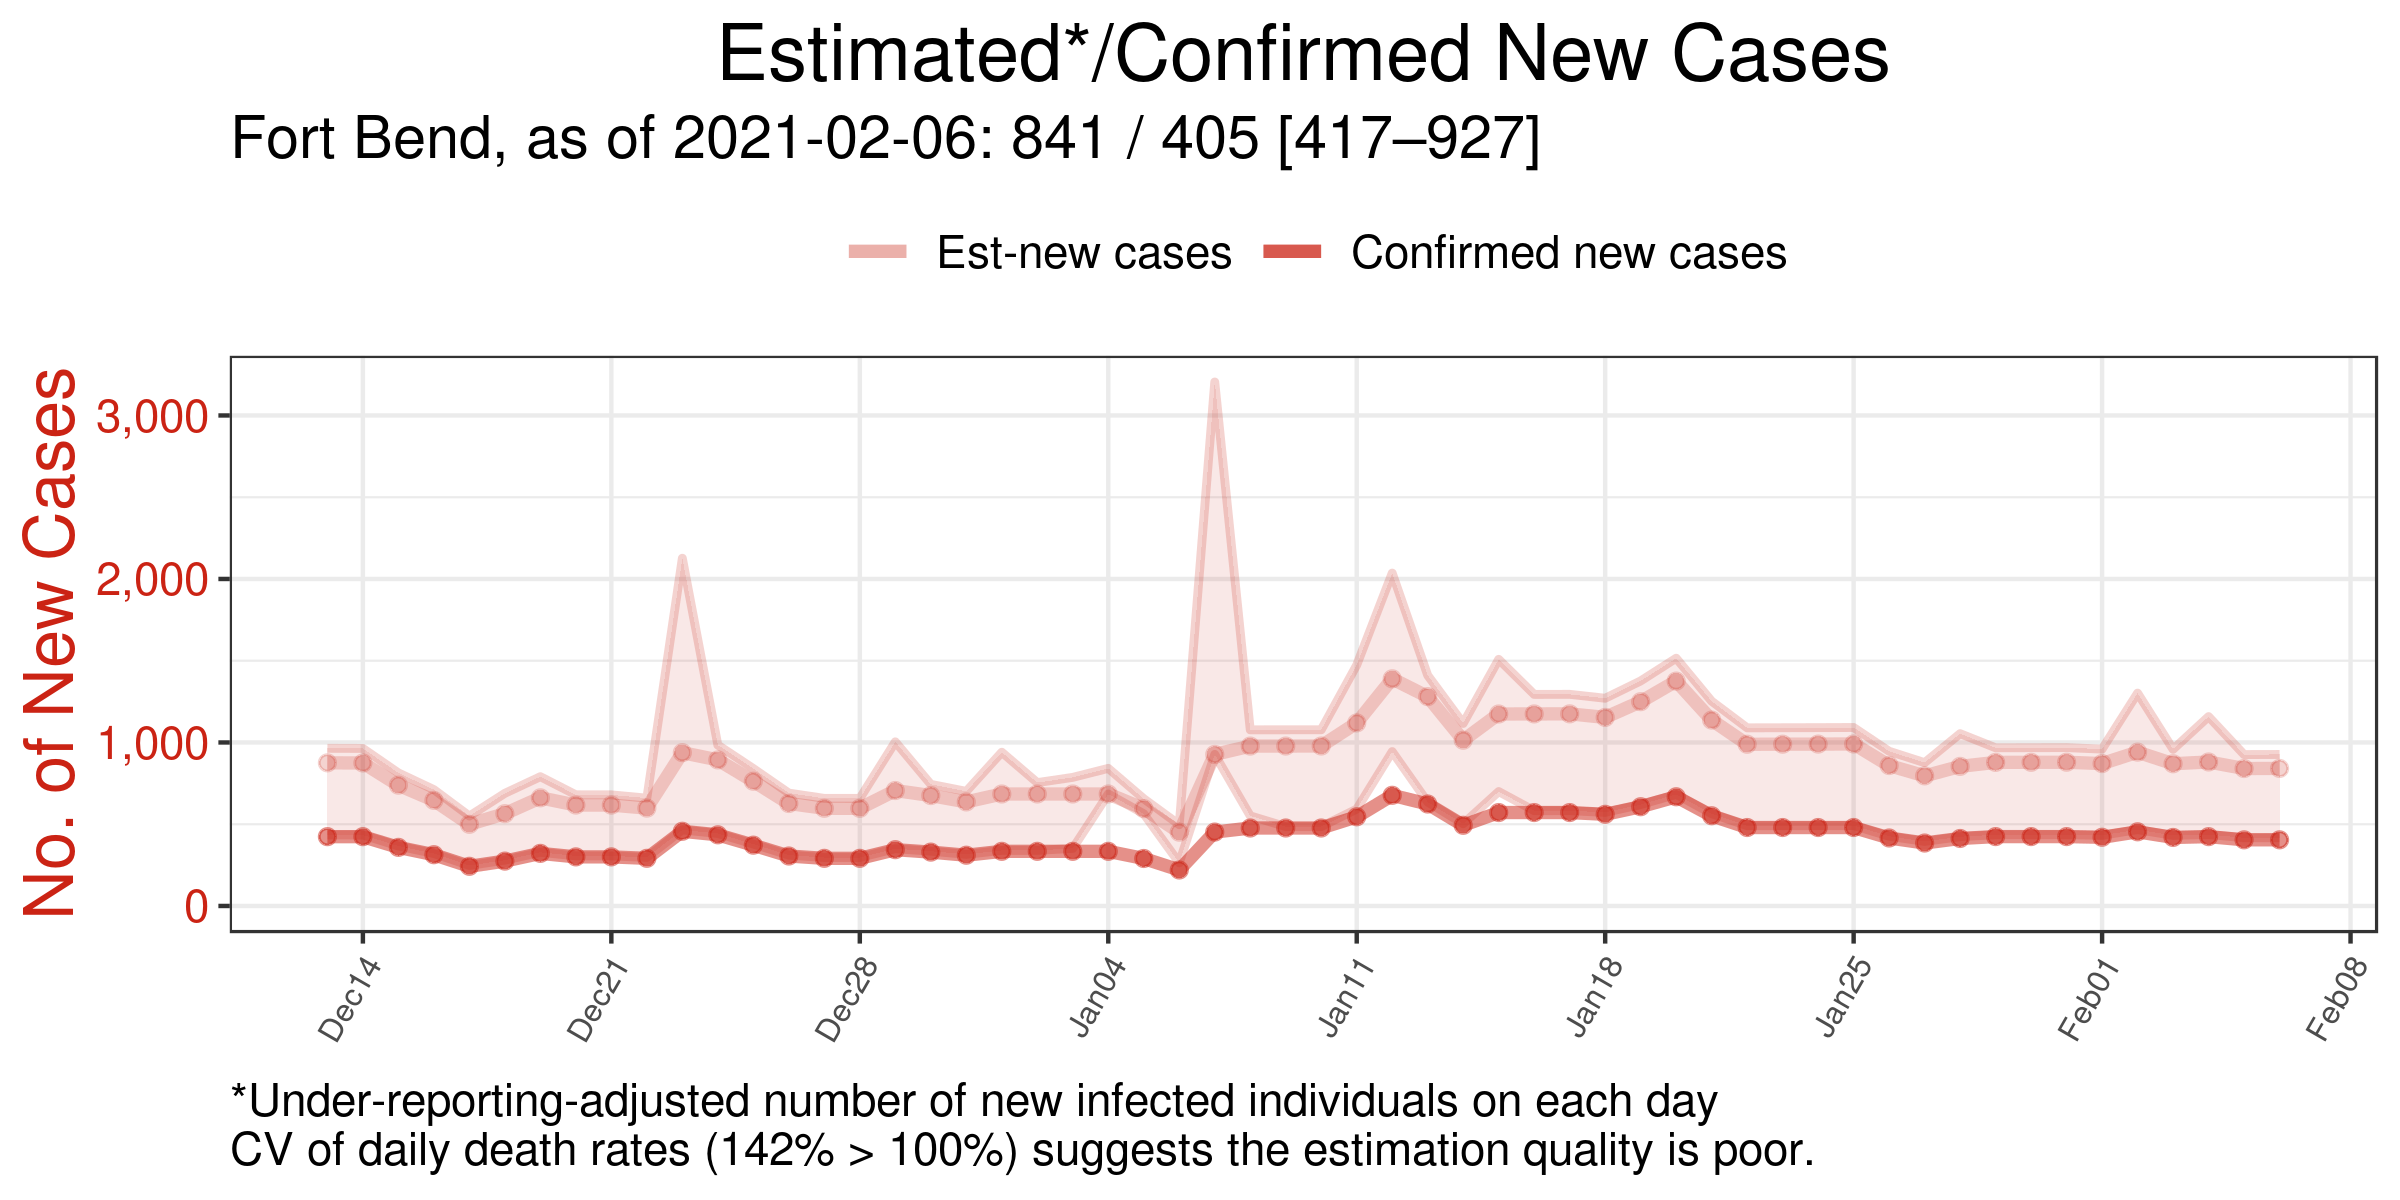 Estimated*/Confirmed New Cases
Fort Bend, as of 2021-02-06: 841 / 405 [417–927]
Est-new cases
Confirmed new cases
No. of New Cases
3,000
2,000
1,000
0
Dec14
Dec21
Dec28
Jan04
Jan11
Jan18
Jan25
Feb01
Feb08
*Under-reporting-adjusted number of new infected individuals on each day
CV of daily death rates (142% > 100%) suggests the estimation quality is poor.